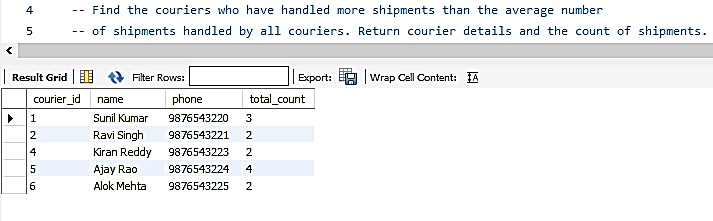 4 -- Find the couriers who have handled more shipments than the average number
5 -- of shipments handled by all couriers. Return courier details and the count of shipments.
Result Grid Filter Rows: Export: Wrap Cell Content: IA
courier_id name phone total_count
1 Sunil Kumar 9876543220 3
2 Ravi Singh 9876543221 2
4 Kiran Reddy 9876543223 2
5 Ajay Rao 9876543224 4
6 Alok Mehta 9876543225 2